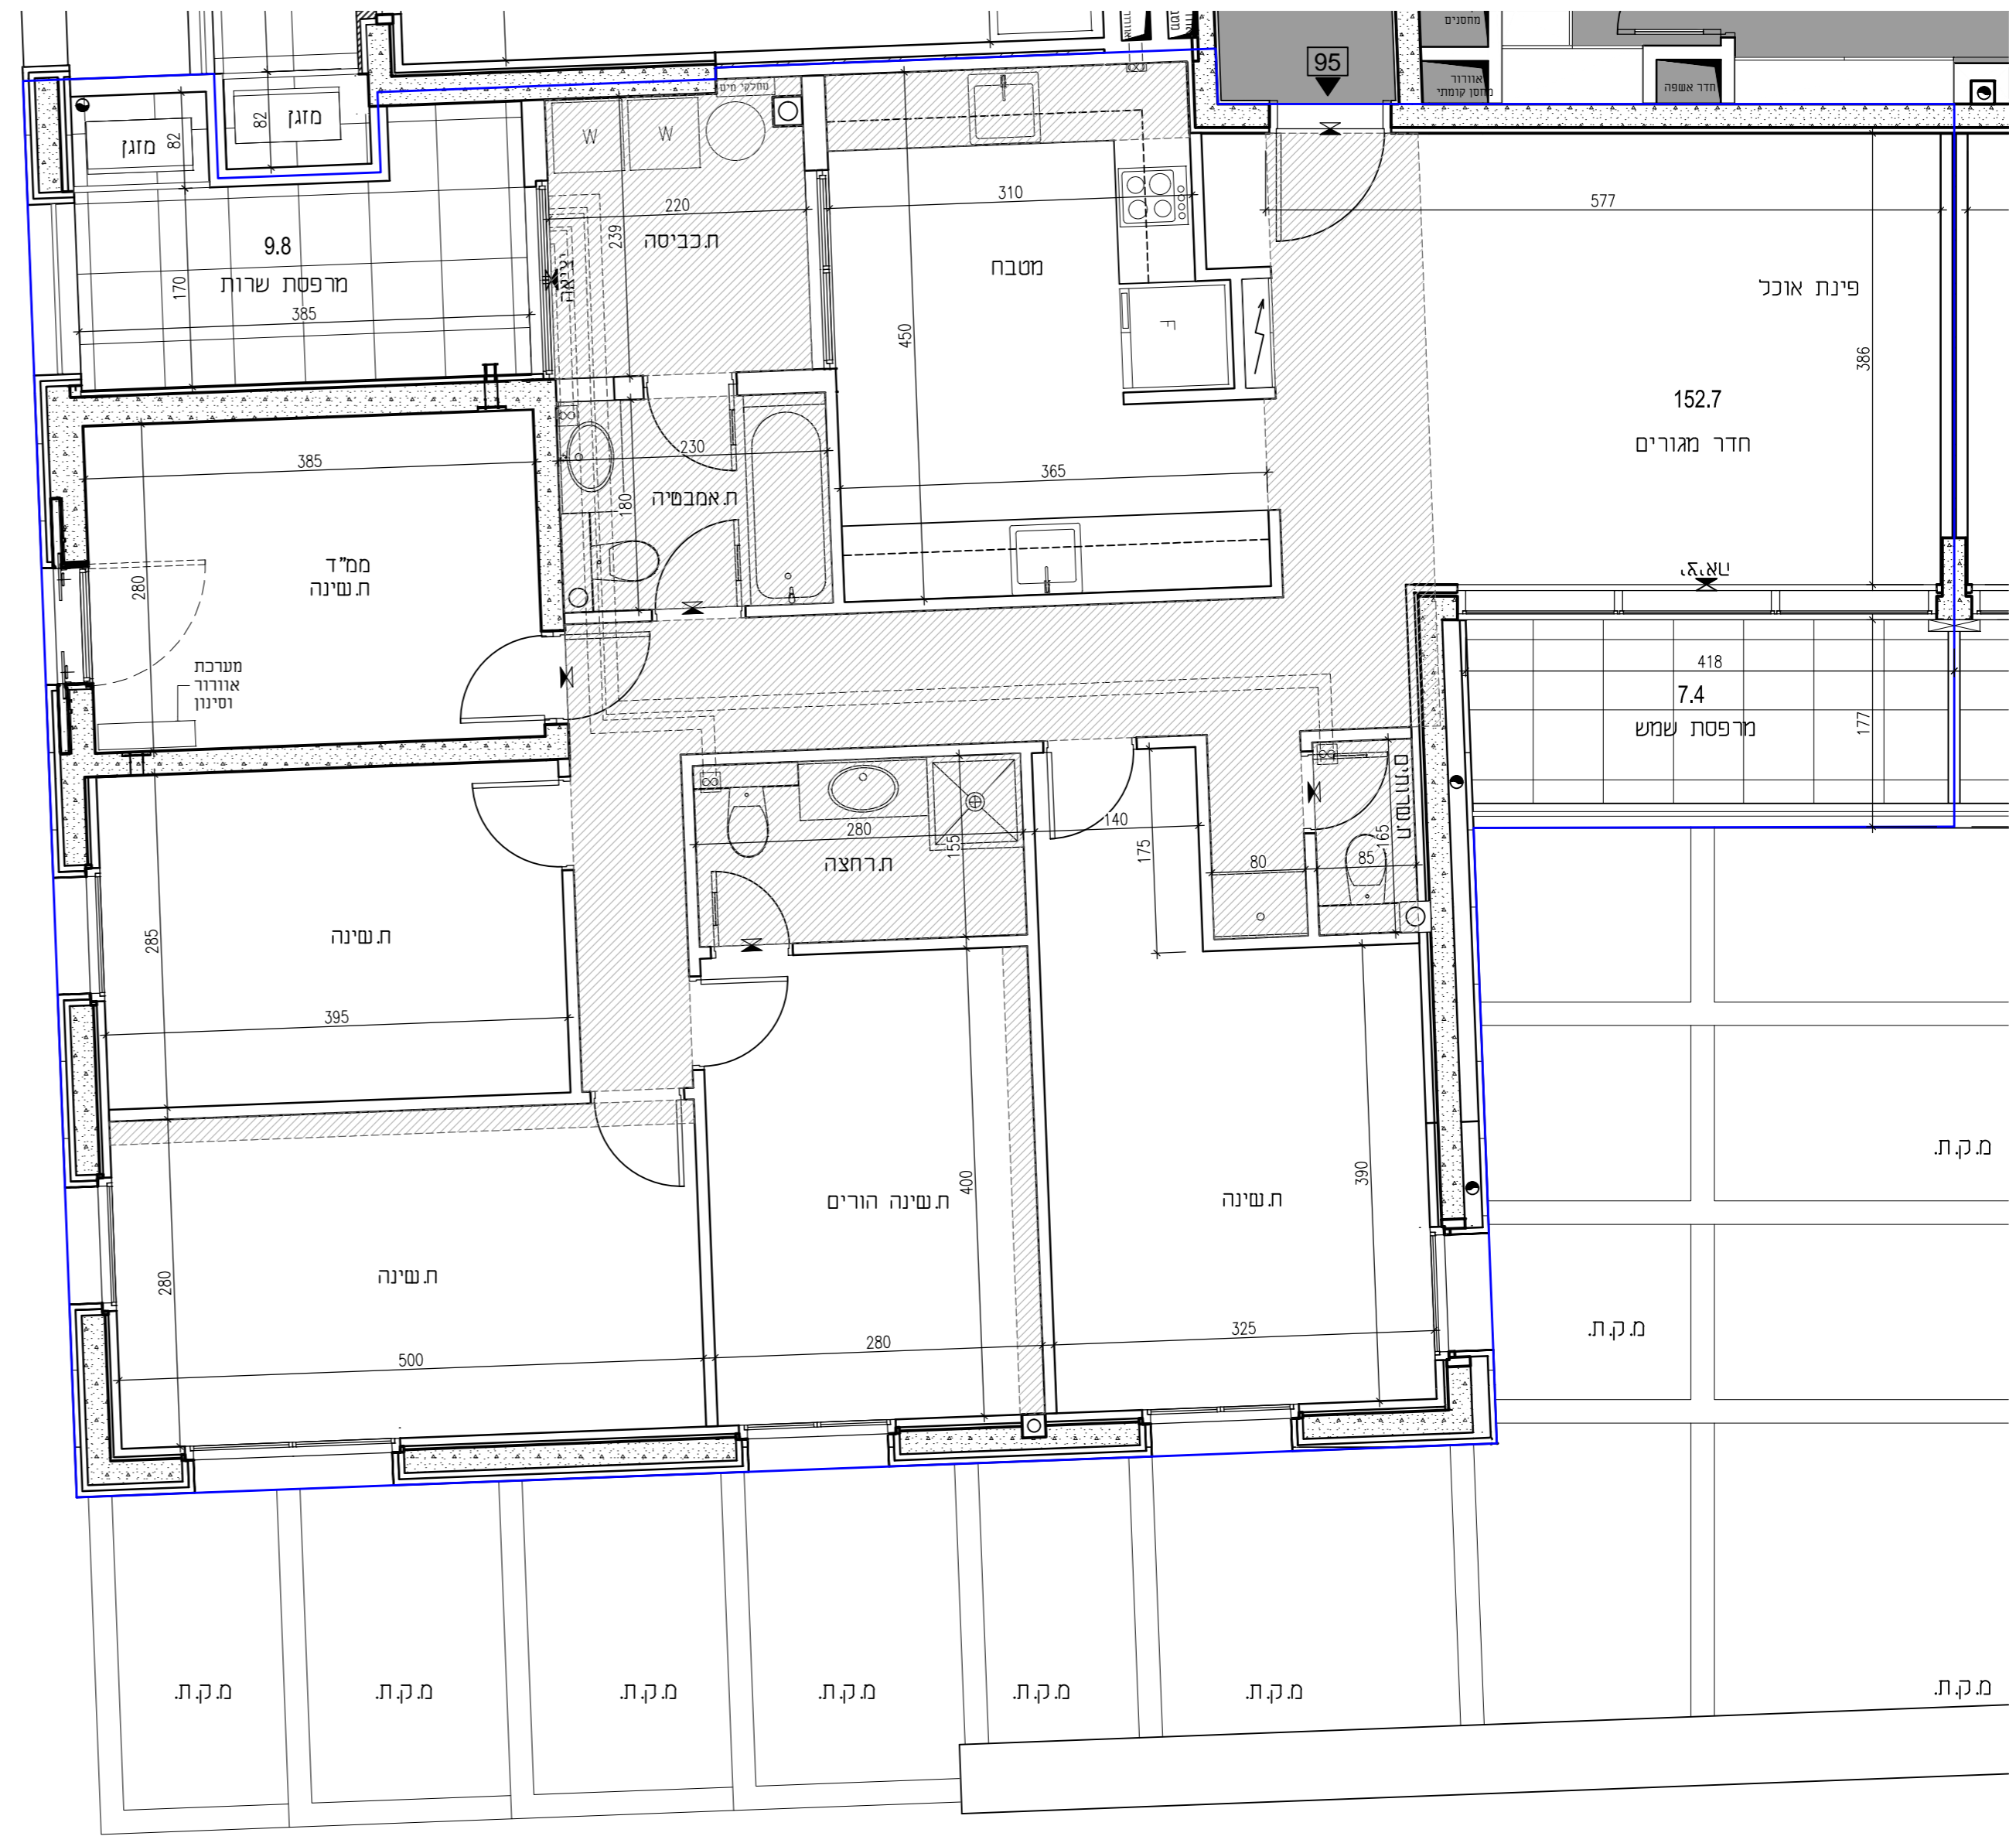 מחסנים
95
אוורור
מחסן קומתי
חדר אשפה
מזגן
82
מזגן
82
מחלקי מים
W
W
220
239
ח.כביסה
יציאה
310
מטבח
450
F
365
577
פינת אוכל
386
152.7
חדר מגורים
9.8
מרפסת שרות
170
385
385
ממ"ד
ח.שינה
280
מערכת
אוורור
וסינון
230
180
ח.אמבטיה
418
7.4
מרפסת שמש
177
280
155
ח.רחצה
140
175
80
85
165
ח.שרותים
ח.שינה
285
395
ח.שינה
280
500
ח.שינה הורים
400
280
ח.שינה
390
325
מ.ק.ת.
מ.ק.ת.
מ.ק.ת.
מ.ק.ת.
מ.ק.ת.
מ.ק.ת.
מ.ק.ת.
מ.ק.ת.
מ.ק.ת.